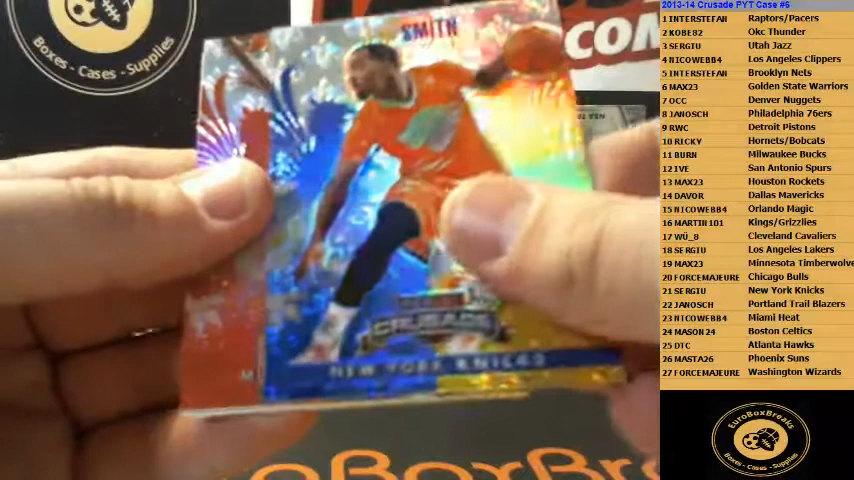 Boxes - Cases - Supplies
SMITH
COM
CRUSADE
NEW YORK KNICKS
EuroBoxBre
2013-14 Crusade PYT Case #6
1 INTERSTEFAN Raptors/Pacers
2 KOBE82 Okc Thunder
3 SERGIU Utah Jazz
4 NICOWEBB4 Los Angeles Clippers
5 INTERSTEFAN Brooklyn Nets
6 MAX23 Golden State Warriors
7 OCC Denver Nuggets
8 JANOSCH Philadelphia 76ers
9 RWC Detroit Pistons
10 RICKY Hornets/Bobcats
11 BURN Milwaukee Bucks
12 IVE San Antonio Spurs
13 MAX23 Houston Rockets
14 DAVOR Dallas Mavericks
15 NICOWEBB4 Orlando Magic
16 MARTIN101 Kings/Grizzlies
17 WÜ_8 Cleveland Cavaliers
18 SERGIU Los Angeles Lakers
19 MAX23 Minnesota Timberwolve
20 FORCEMAJEURE Chicago Bulls
21 SERGIU New York Knicks
22 JANOSCH Portland Trail Blazers
23 NICOWEBB4 Miami Heat
24 MASON24 Boston Celtics
25 DTC Atlanta Hawks
26 MASTA26 Phoenix Suns
27 FORCEMAJEURE Washington Wizards
EuroBoxBreaks
Boxes - Cases - Supplies